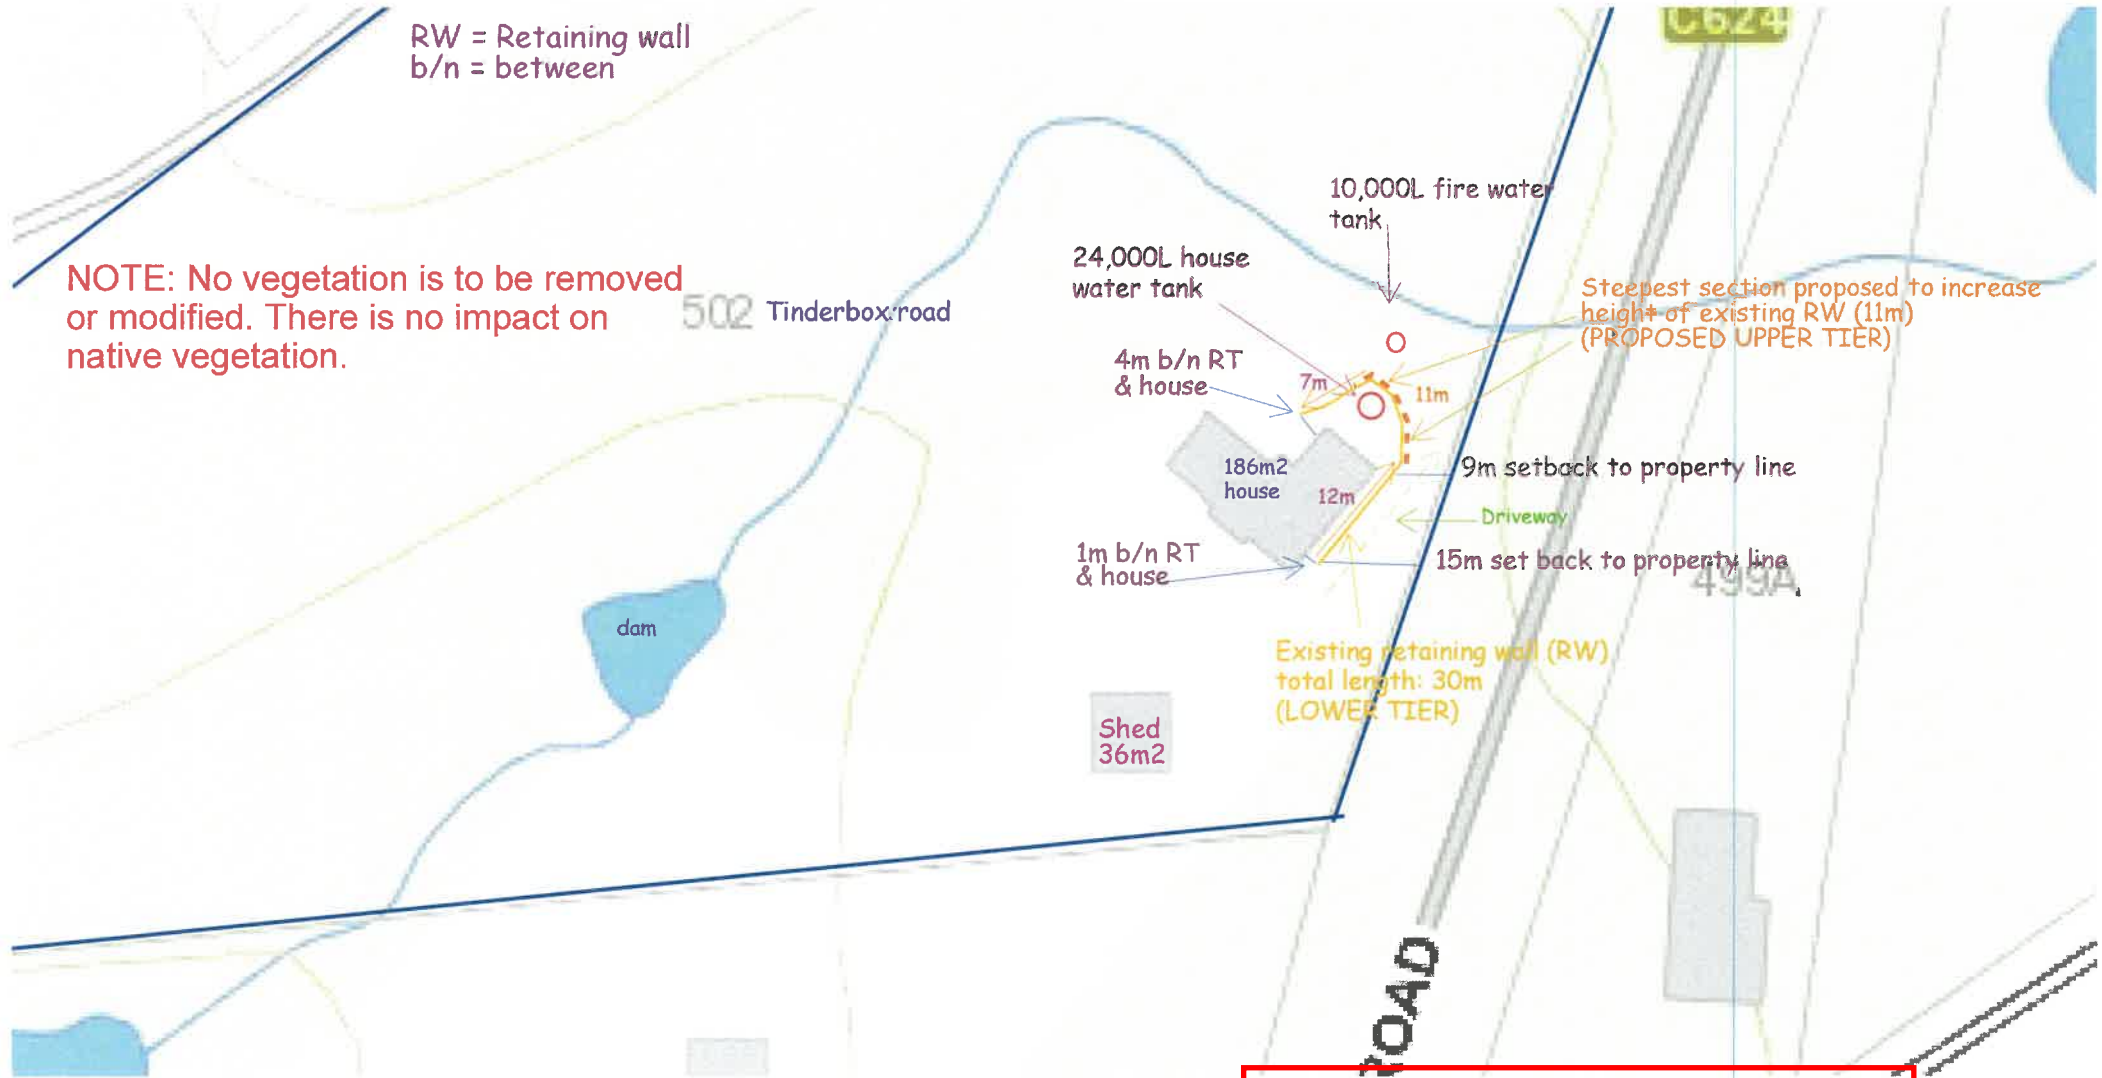 RW = Retaining wall
b/n = between
C624
10,000L fire water
tank
24,000L house
water tank
NOTE: No vegetation is to be removed
or modified. There is no impact on
native vegetation.
502 Tinderbox road
Steepest section proposed to increase
height of existing RW (11m)
(PROPOSED UPPER TIER)
4m b/n RT
& house
7m
11m
186m2
house
12m
9m setback to property line
Driveway
1m b/n RT
& house
15m set back to property line
499A
dam
Existing retaining wall (RW)
total length: 30m
(LOWER TIER)
Shed
36m2
ROAD